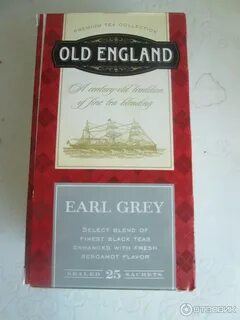 PREMIUM TEA COLLECTION
OLD ENGLAND
A century-old tradition
of fine tea blending
EARL GREY
SELECT BLEND OF
FINEST BLACK TEAS
ENHANCED WITH FRESH
BERGAMOT FLAVOR
SEALED 25 SACHETS